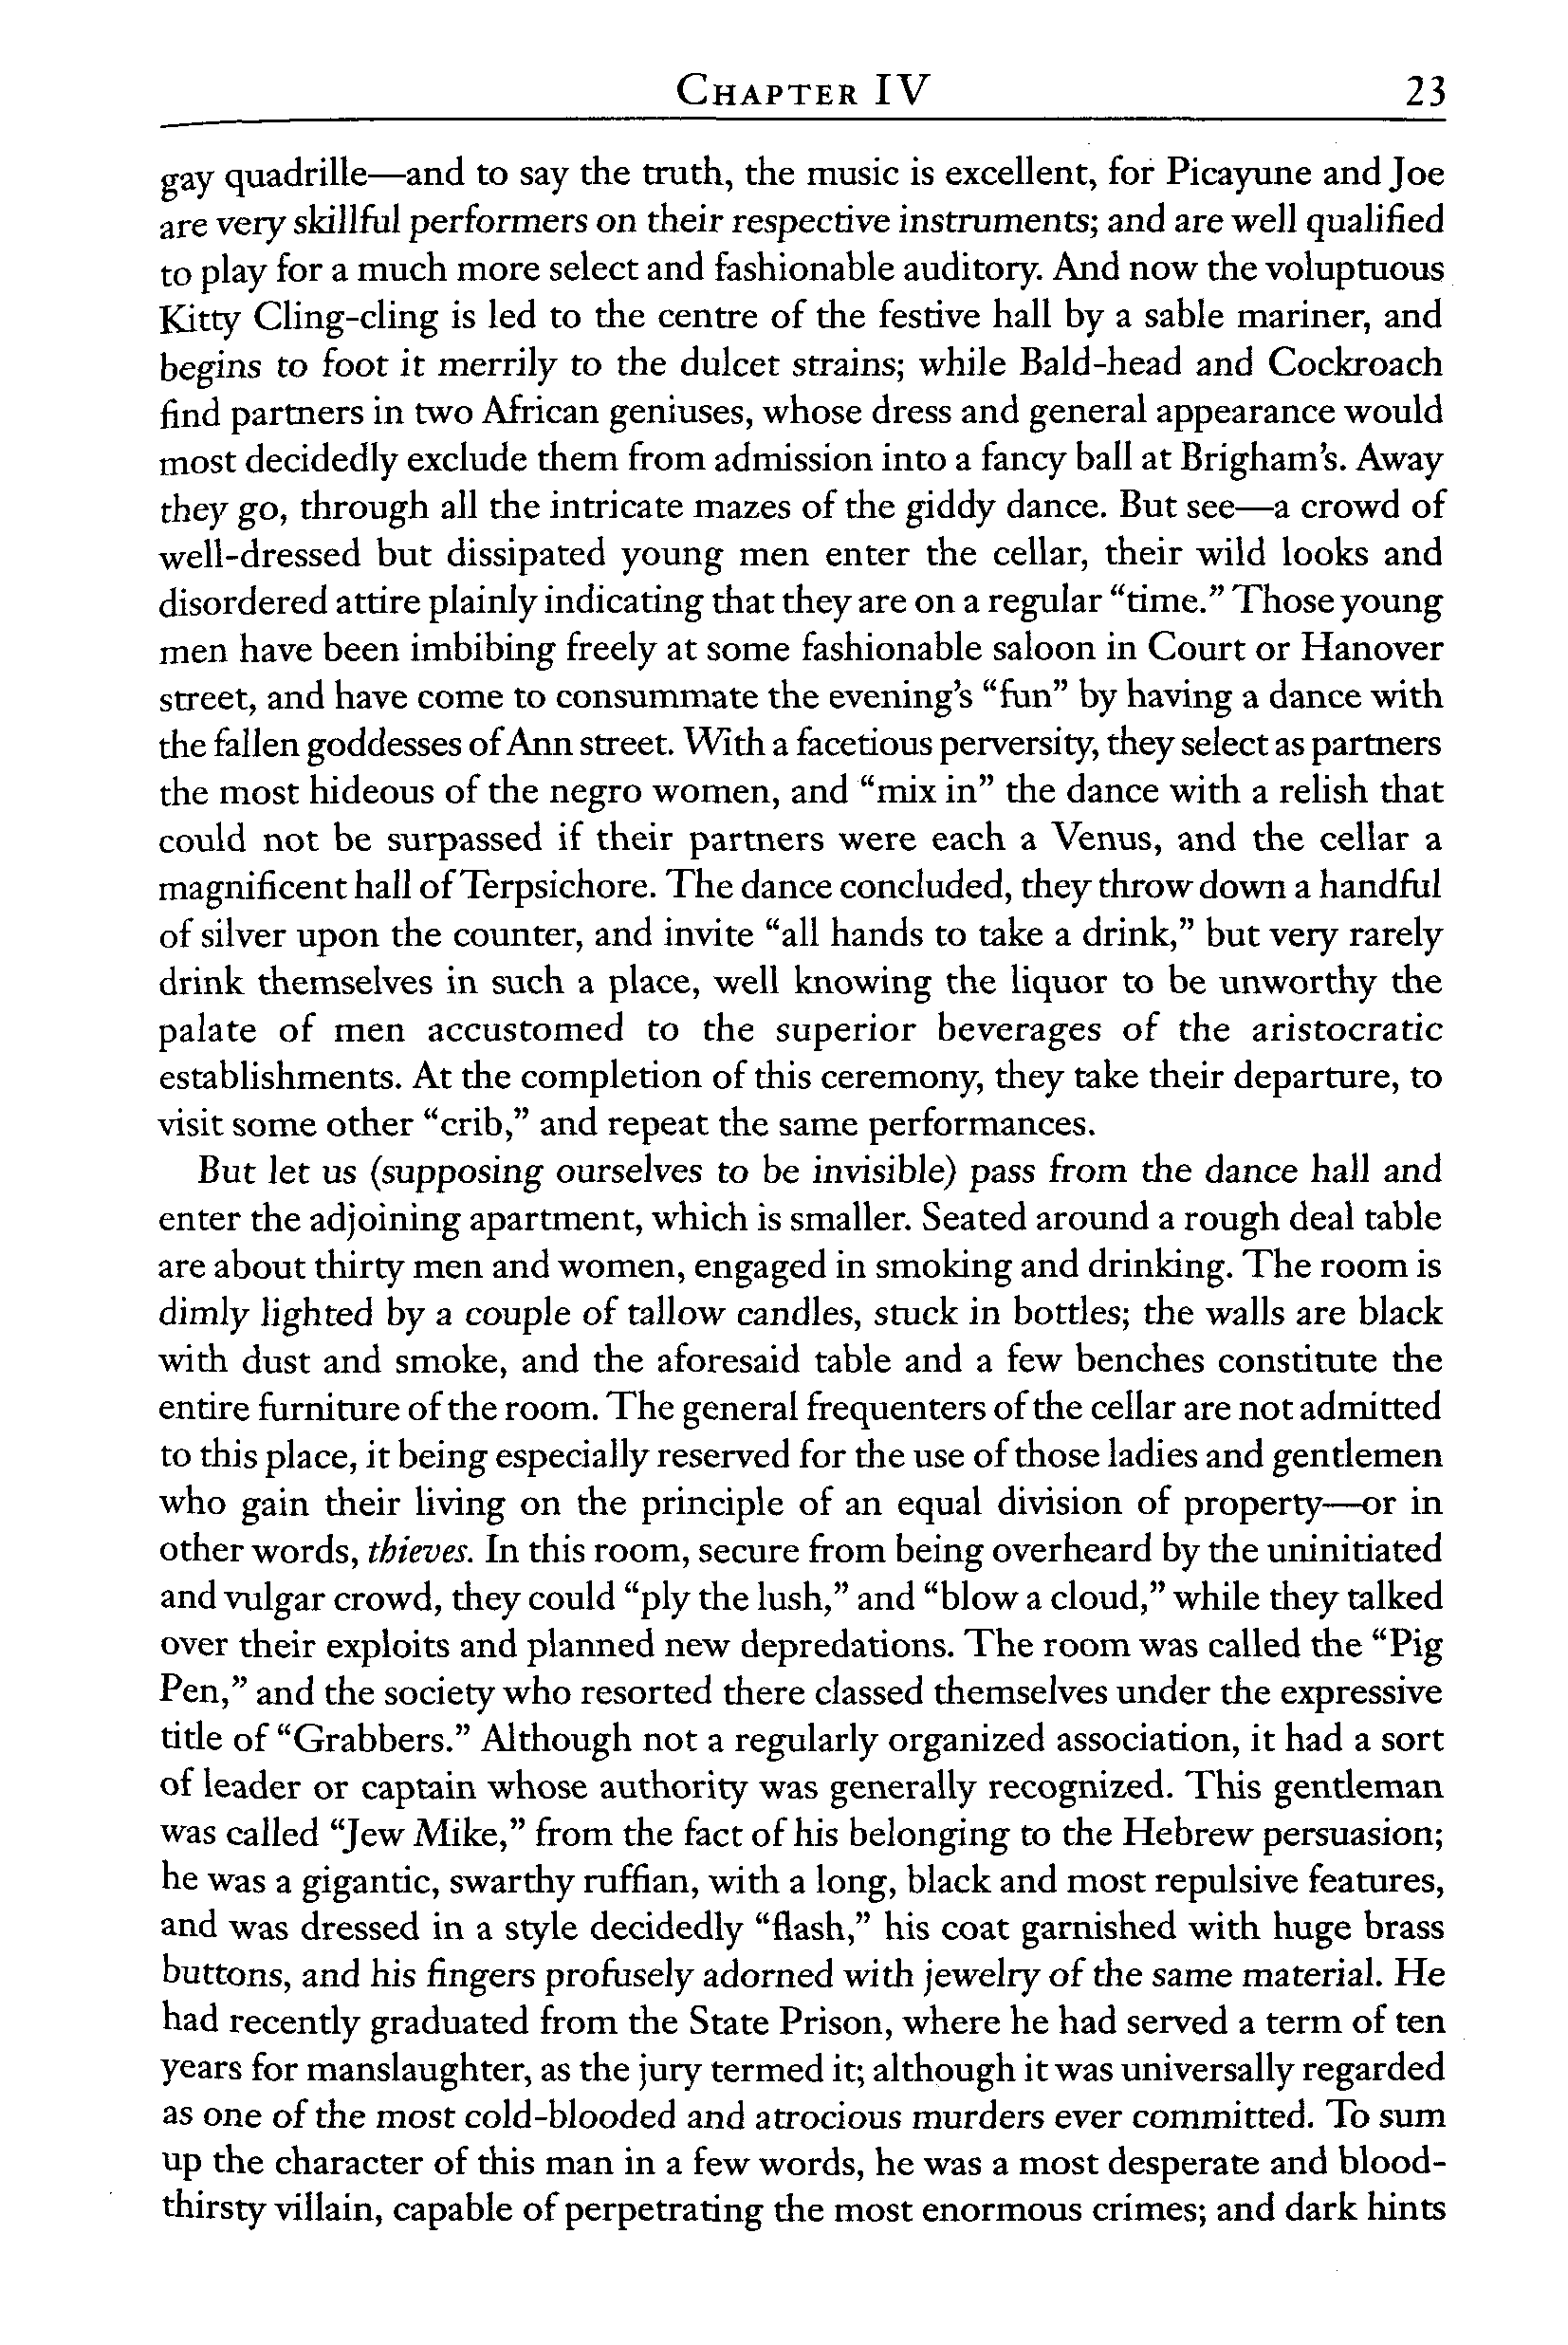 CHAPTER IV 23
gay quadrille—and to say the truth, the music is excellent, for Picayune and Joe
are very skillful performers on their respective instruments; and are well qualified
to play for a much more select and fashionable auditory. And now the voluptuous
Kitty Cling-cling is led to the centre of the festive hall by a sable mariner, and
begins to foot it merrily to the dulcet strains; while Bald-head and Cockroach
find partners in two African geniuses, whose dress and general appearance would
most decidedly exclude them from admission into a fancy ball at Brigham's. Away
they go, through all the intricate mazes of the giddy dance. But see—a crowd of
well-dressed but dissipated young men enter the cellar, their wild looks and
disordered attire plainly indicating that they are on a regular “time.” Those young
men have been imbibing freely at some fashionable saloon in Court or Hanover
street, and have come to consummate the evening's “fun” by having a dance with
the fallen goddesses of Ann street. With a facetious perversity, they select as partners
the most hideous of the negro women, and “mix in” the dance with a relish that
could not be surpassed if their partners were each a Venus, and the cellar a
magnificent hall of Terpsichore. The dance concluded, they throw down a handful
of silver upon the counter, and invite “all hands to take a drink,” but very rarely
drink themselves in such a place, well knowing the liquor to be unworthy the
palate of men accustomed to the superior beverages of the aristocratic
establishments. At the completion of this ceremony, they take their departure, to
visit some other “crib,” and repeat the same performances.
But let us (supposing ourselves to be invisible) pass from the dance hall and
enter the adjoining apartment, which is smaller. Seated around a rough deal table
are about thirty men and women, engaged in smoking and drinking. The room is
dimly lighted by a couple of tallow candles, stuck in bottles; the walls are black
with dust and smoke, and the aforesaid table and a few benches constitute the
entire furniture of the room. The general frequenters of the cellar are not admitted
to this place, it being especially reserved for the use of those ladies and gentlemen
who gain their living on the principle of an equal division of property—or in
other words, thieves. In this room, secure from being overheard by the uninitiated
and vulgar crowd, they could “ply the lush,” and “blow a cloud,” while they talked
over their exploits and planned new depredations. The room was called the “Pig
Pen,” and the society who resorted there classed themselves under the expressive
title of “Grabbers.” Although not a regularly organized association, it had a sort
of leader or captain whose authority was generally recognized. This gentleman
was called “Jew Mike,” from the fact of his belonging to the Hebrew persuasion;
he was a gigantic, swarthy ruffian, with a long, black and most repulsive features,
and was dressed in a style decidedly “flash,” his coat garnished with huge brass
buttons, and his fingers profusely adorned with jewelry of the same material. He
had recently graduated from the State Prison, where he had served a term of ten
years for manslaughter, as the jury termed it; although it was universally regarded
as one of the most cold-blooded and atrocious murders ever committed. To sum
up the character of this man in a few words, he was a most desperate and blood-
thirsty villain, capable of perpetrating the most enormous crimes; and dark hints